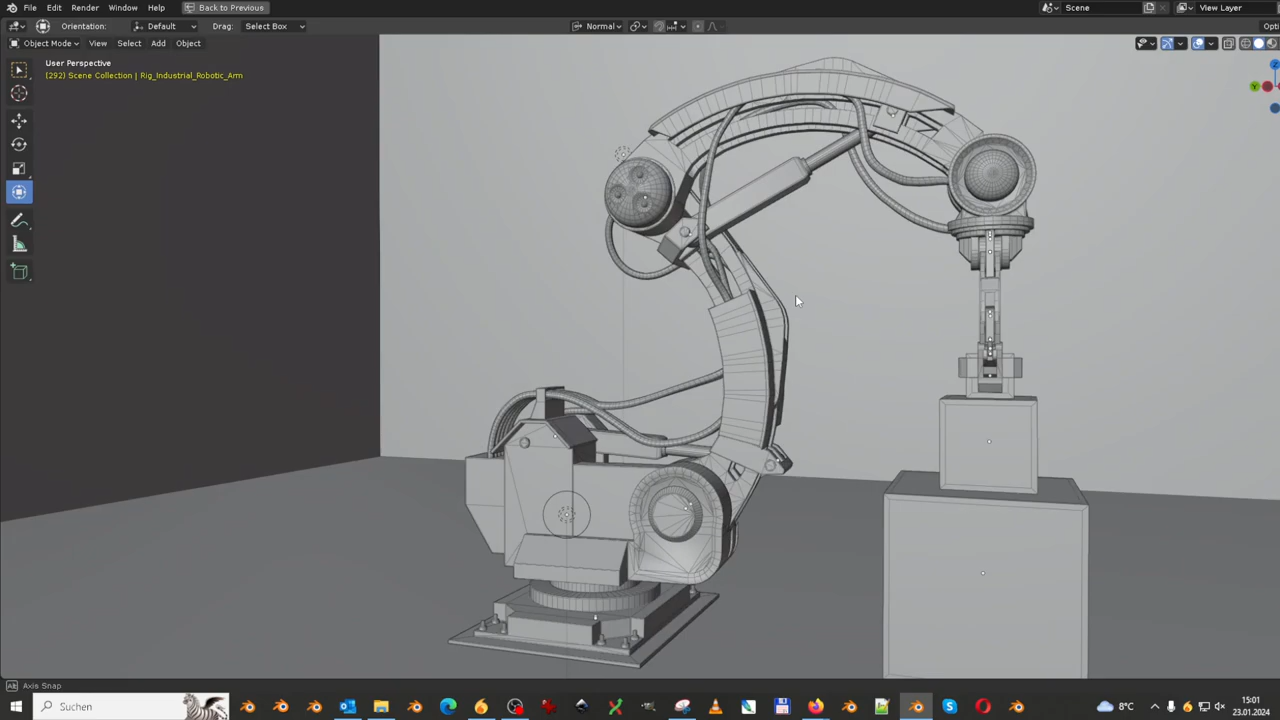 File Edit Render Window Help Back to Previous Scene View Layer
Orientation: Default Drag: Select Box Normal Opti
Object Mode View Select Add Object
User Perspective
(292) Scene Collection | Rig_Industrial_Robotic_Arm
Z
Y
Alt Axis Snap
Suchen 8°C 15:01
23.01.2024